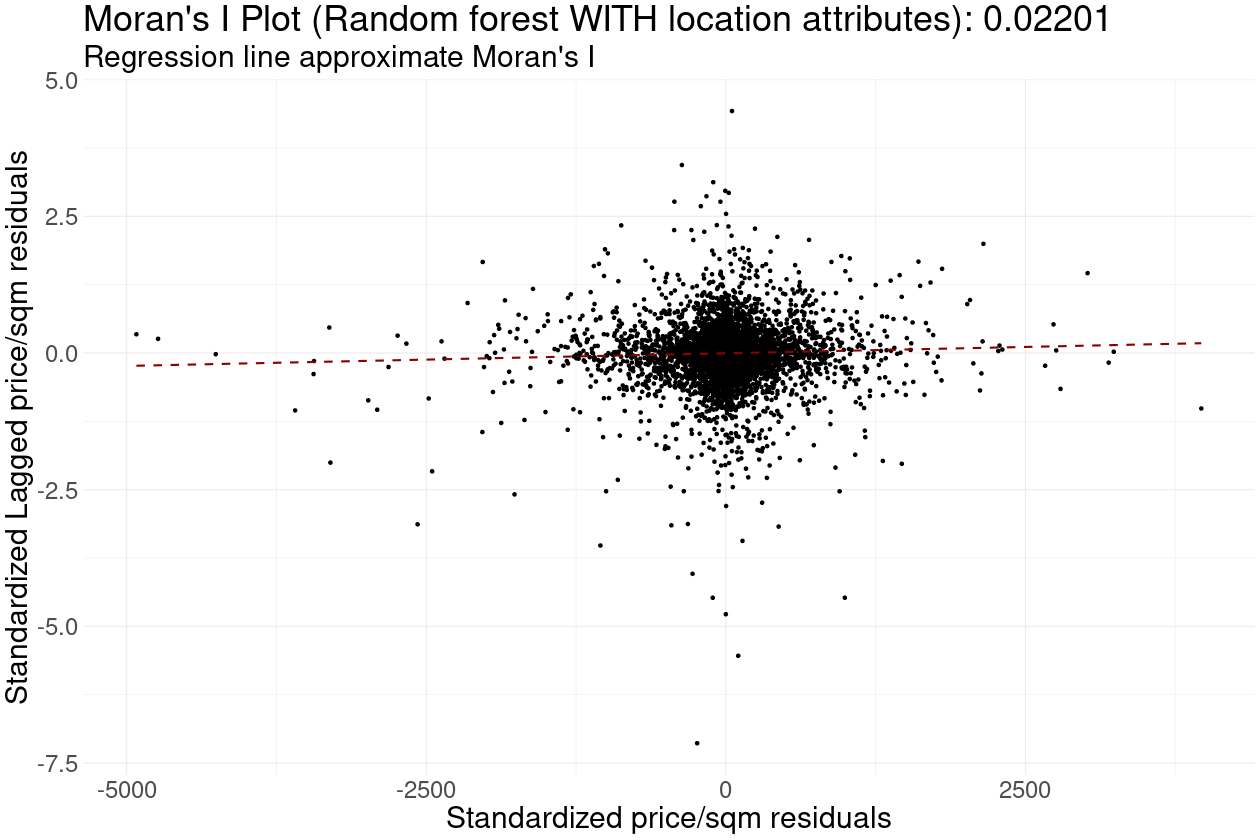 Moran's I Plot (Random forest WITH location attributes): 0.02201
Regression line approximate Moran's I
Standardized Lagged price/sqm residuals
5.0
2.5
0.0
-2.5
-5.0
-7.5
-5000 -2500 0 2500
Standardized price/sqm residuals